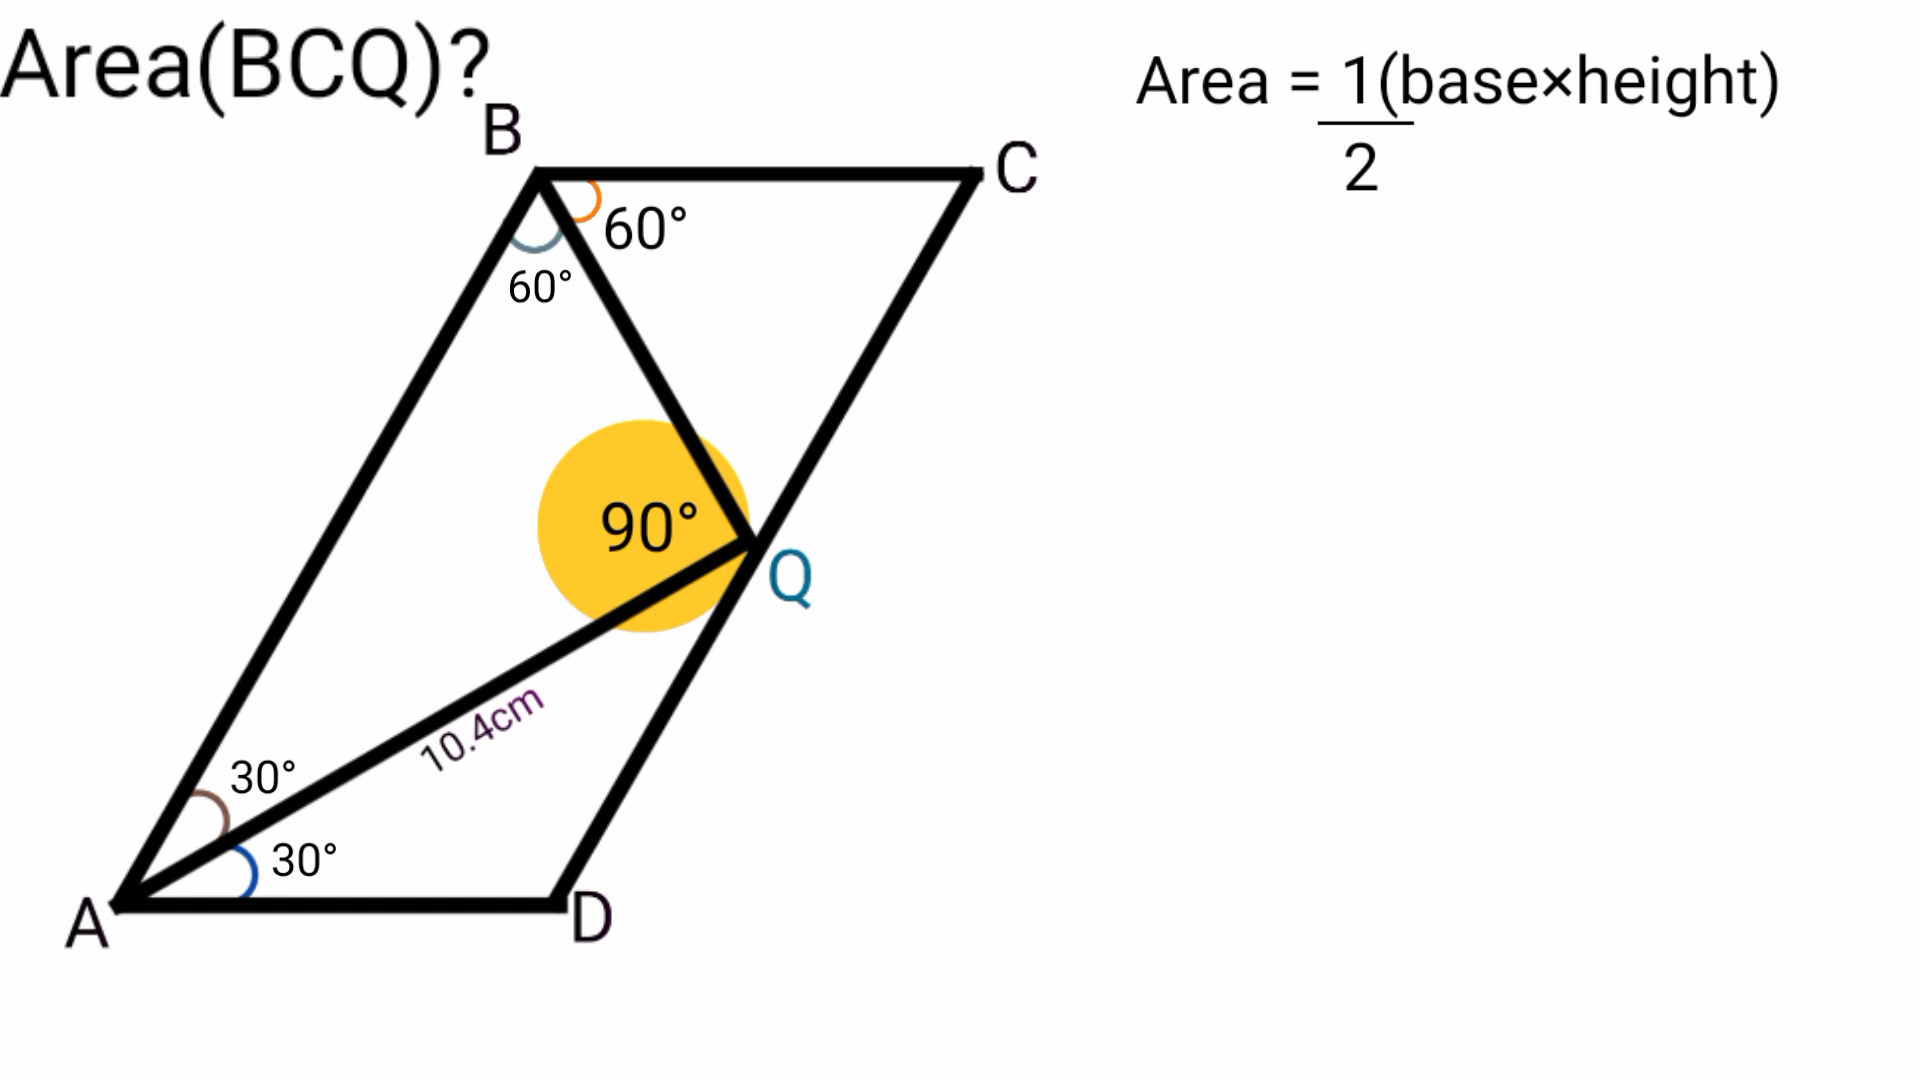 Area(BCQ)?
Area = 1(base×height)
2
B
C
60°
60°
90°
Q
10.4cm
30°
30°
A
D